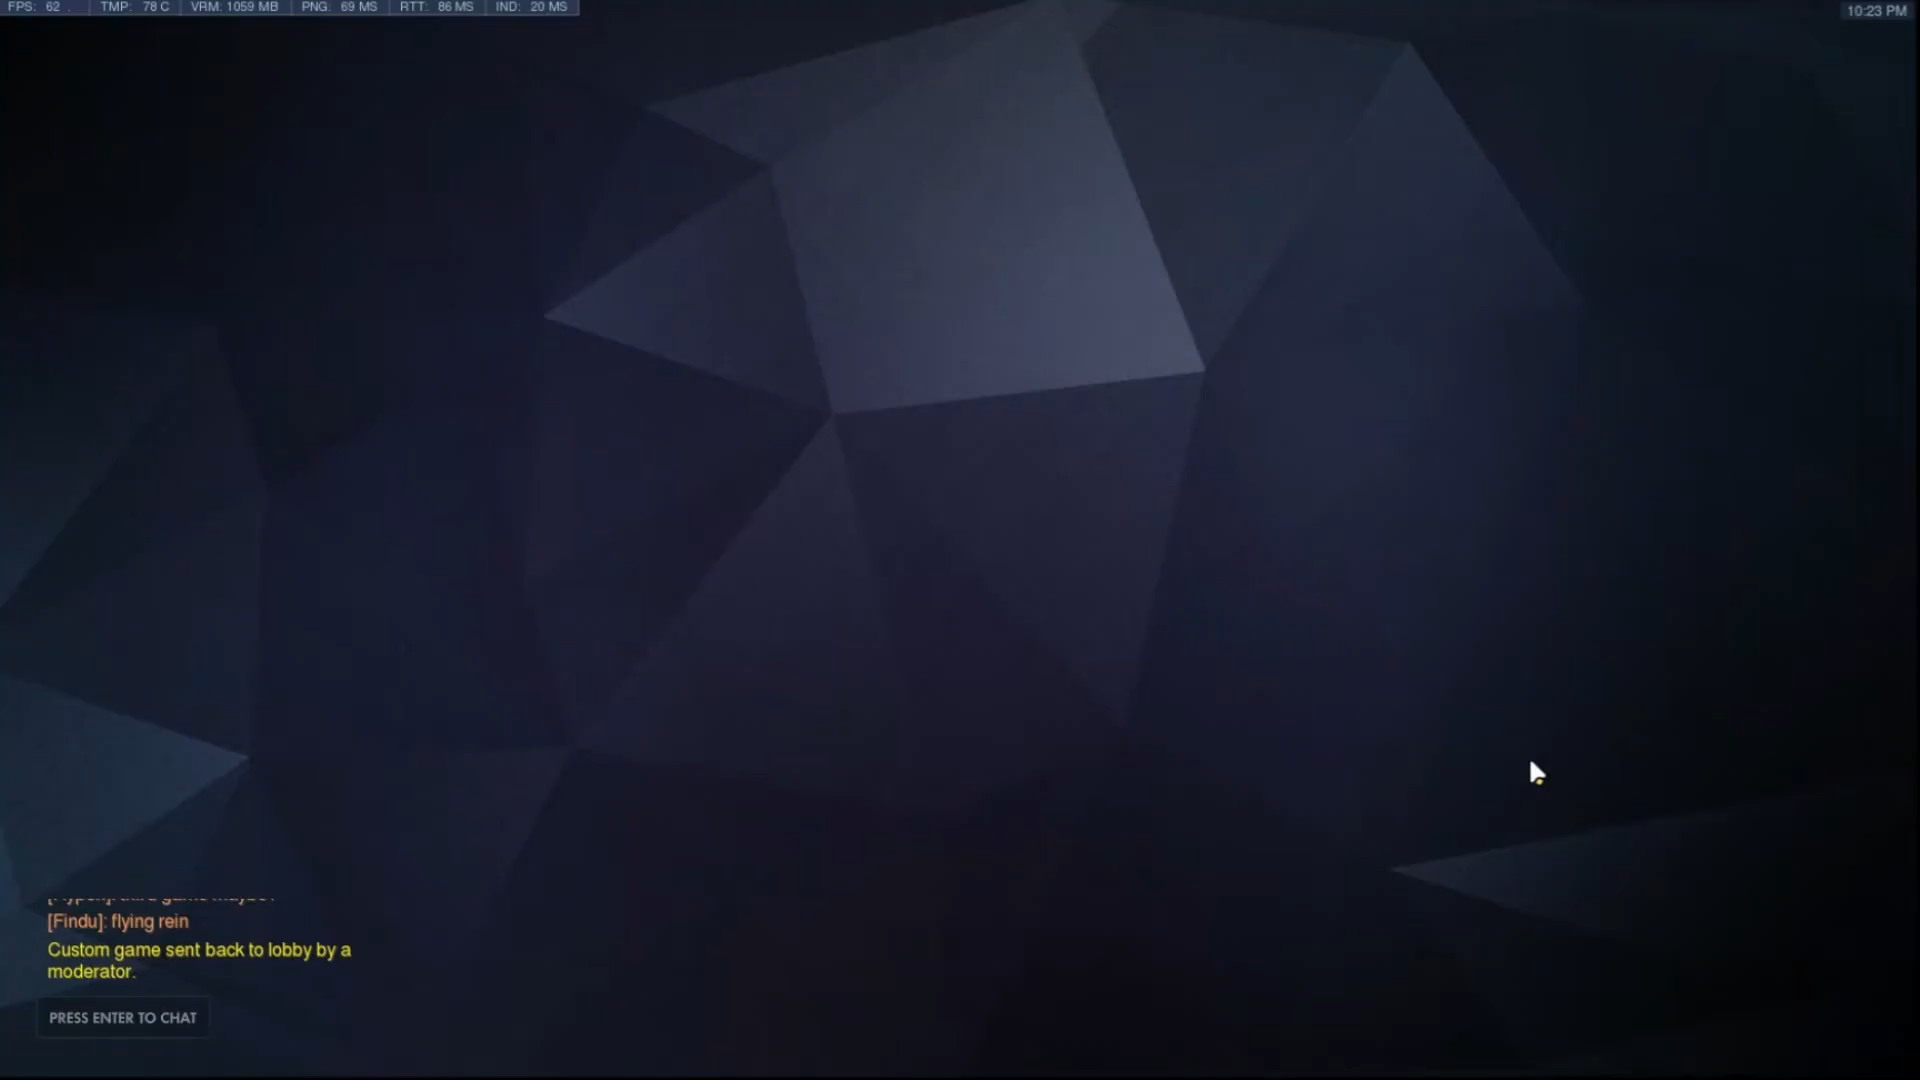 FPS: 62 TMP: 78 C VRM: 1059 MB PNG: 69 MS RTT: 86 MS IND: 20 MS
10:23 PM
[Findu]: flying rein
Custom game sent back to lobby by a
moderator.
PRESS ENTER TO CHAT